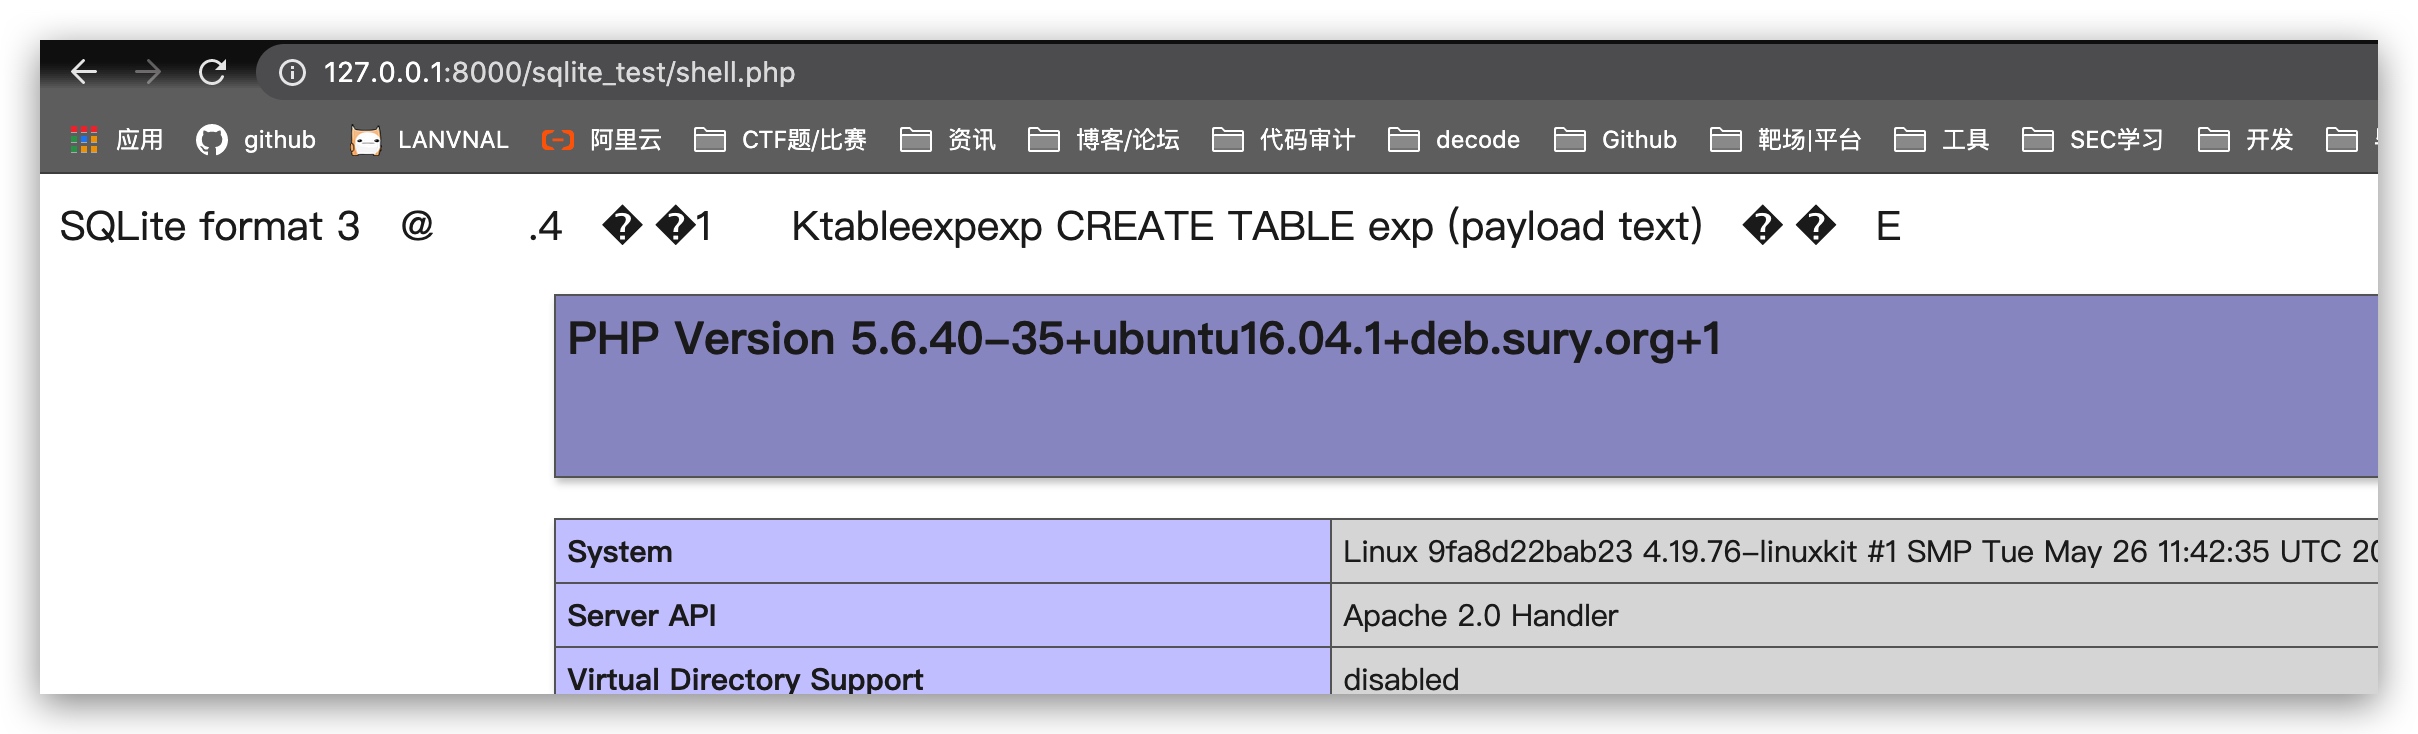 127.0.0.1:8000/sqlite_test/shell.php
应用 github LANVNAL 阿里云 CTF题/比赛 资讯 博客/论坛 代码审计 decode Github 靶场|平台 工具 SEC学习 开发
SQLite format 3 @ .4 � �1 Ktableexpexp CREATE TABLE exp (payload text) � � E
PHP Version 5.6.40-35+ubuntu16.04.1+deb.sury.org+1
System Linux 9fa8d22bab23 4.19.76-linuxkit #1 SMP Tue May 26 11:42:35 UTC
Server API Apache 2.0 Handler
Virtual Directory Support disabled